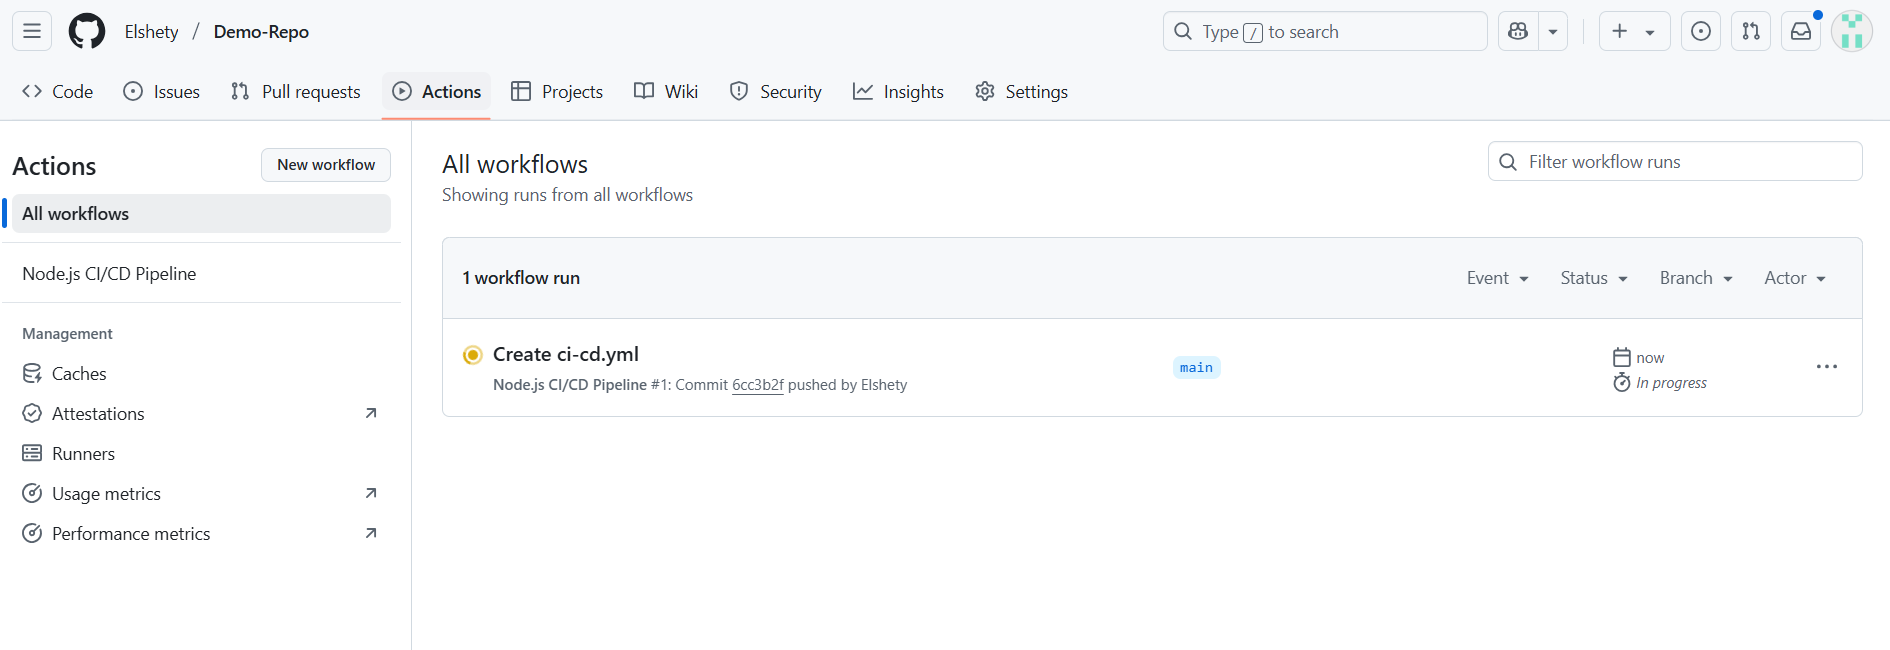 Elshety / Demo-Repo
Type / to search
Code Issues Pull requests Actions Projects Wiki Security Insights Settings
Actions
New workflow
All workflows
Node.js CI/CD Pipeline
Management
Caches
Attestations
Runners
Usage metrics
Performance metrics
All workflows
Showing runs from all workflows
Filter workflow runs
1 workflow run
Event Status Branch Actor
Create ci-cd.yml
Node.js CI/CD Pipeline #1: Commit 6cc3b2f pushed by Elshety
main
now
In progress